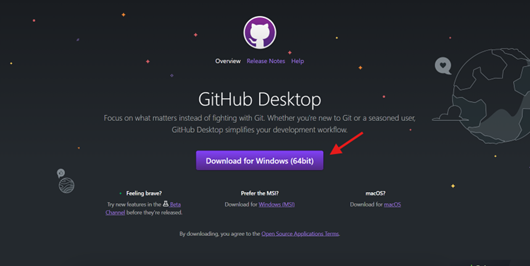 Overview Release Notes Help
GitHub Desktop
Focus on what matters instead of fighting with Git. Whether you're new to Git or a seasoned user,
GitHub Desktop simplifies your development workflow.
Download for Windows (64bit)
Feeling brave?
Try new features in the Beta
Channel before they're released.
Prefer the MSI?
Download for Windows (MSI)
macOS?
Download for macOS
By downloading, you agree to the Open Source Applications Terms.